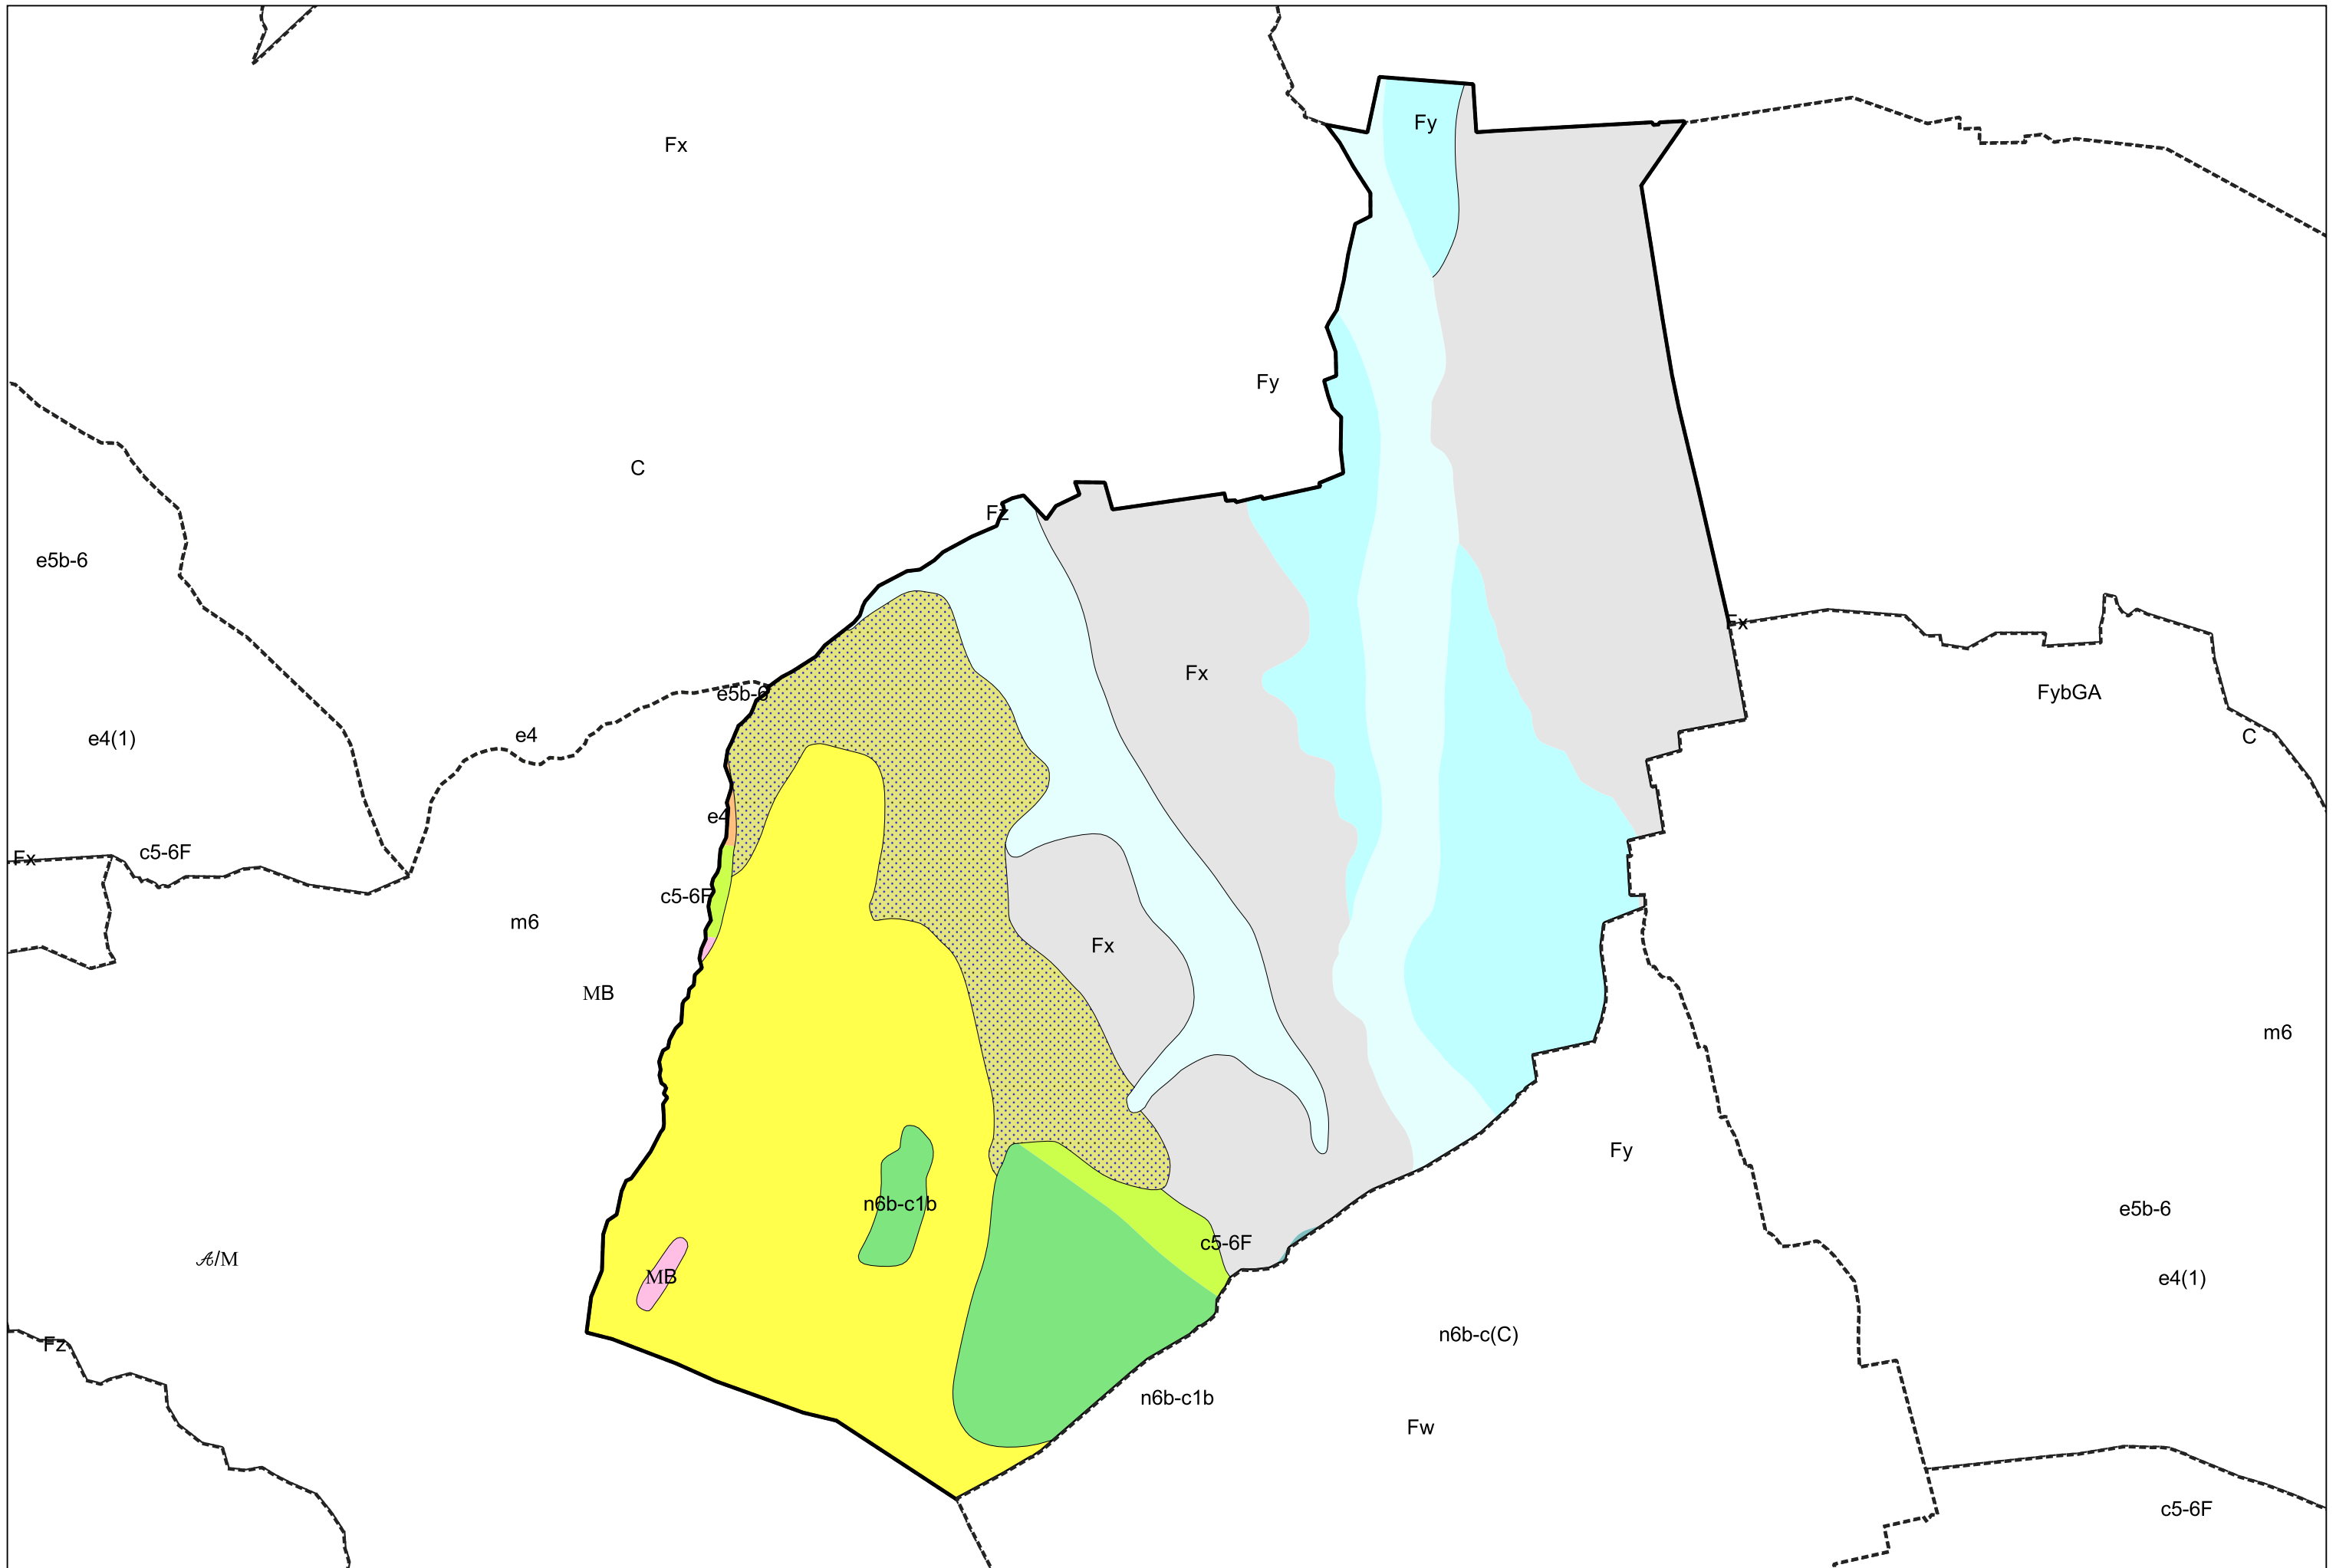 Fy
Fx
Fy
C
Fz
e5b-6
Fx
Fx
e5b-6
FybGA
e4
C
e4(1)
e4
c5-6F
Fx
c5-6F
m6
Fx
MB
m6
Fy
n6b-c1b
e5b-6
c5-6F
𝒜/M
MB
e4(1)
n6b-c(C)
Fz
n6b-c1b
Fw
c5-6F